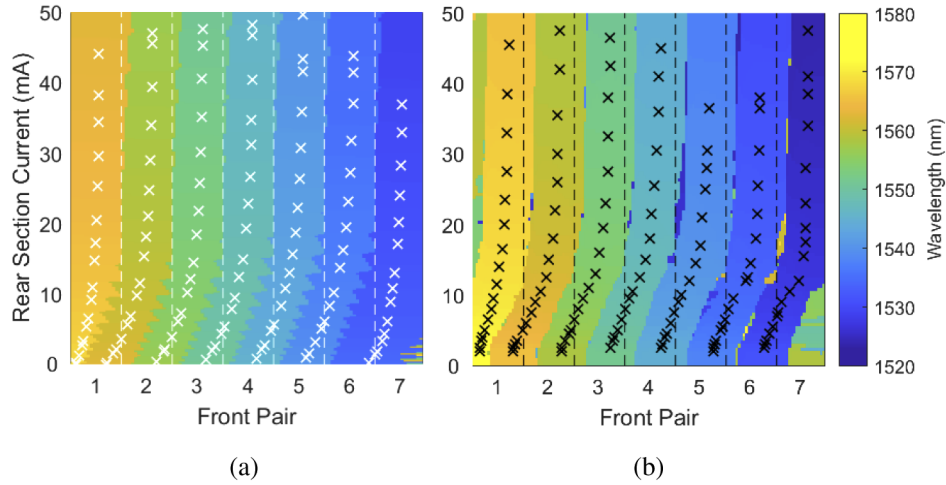 50
40
30
20
10
0
Rear Section Current (mA)
1 2 3 4 5 6 7
Front Pair
(a)
50
40
30
20
10
0
1 2 3 4 5 6 7
Front Pair
(b)
1580
1570
1560
1550
1540
1530
1520
Wavelength (nm)